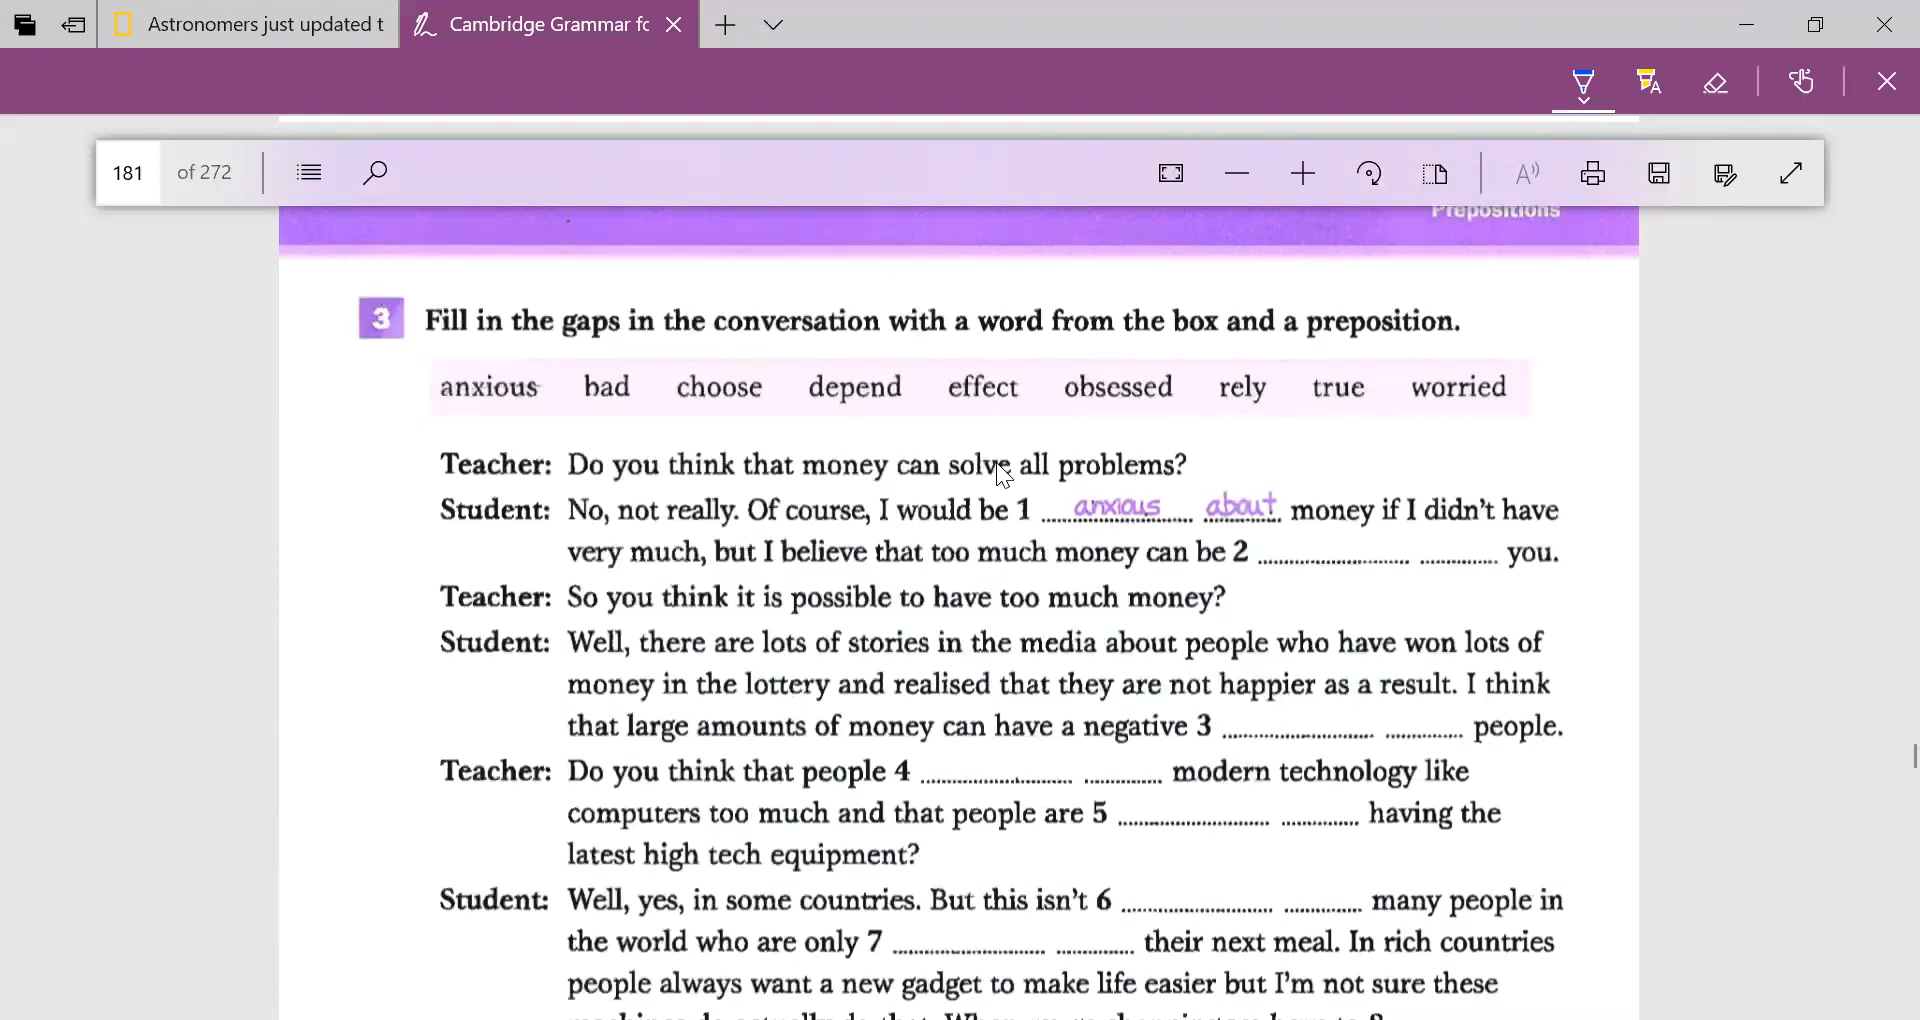 Astronomers just updated t
Cambridge Grammar fo
181 of 272
Prepositions
3 Fill in the gaps in the conversation with a word from the box and a preposition.
anxious bad choose depend effect obsessed rely true worried
Teacher: Do you think that money can solve all problems?
Student: No, not really. Of course, I would be 1 anxious about money if I didn't have
very much, but I believe that too much money can be 2 ........................ ............ you.
Teacher: So you think it is possible to have too much money?
Student: Well, there are lots of stories in the media about people who have won lots of
money in the lottery and realised that they are not happier as a result. I think
that large amounts of money can have a negative 3 ........................ ............ people.
Teacher: Do you think that people 4 ........................ ............ modern technology like
computers too much and that people are 5 ........................ ............ having the
latest high tech equipment?
Student: Well, yes, in some countries. But this isn't 6 ........................ ............ many people in
the world who are only 7 ........................ ............ their next meal. In rich countries
people always want a new gadget to make life easier but I'm not sure these